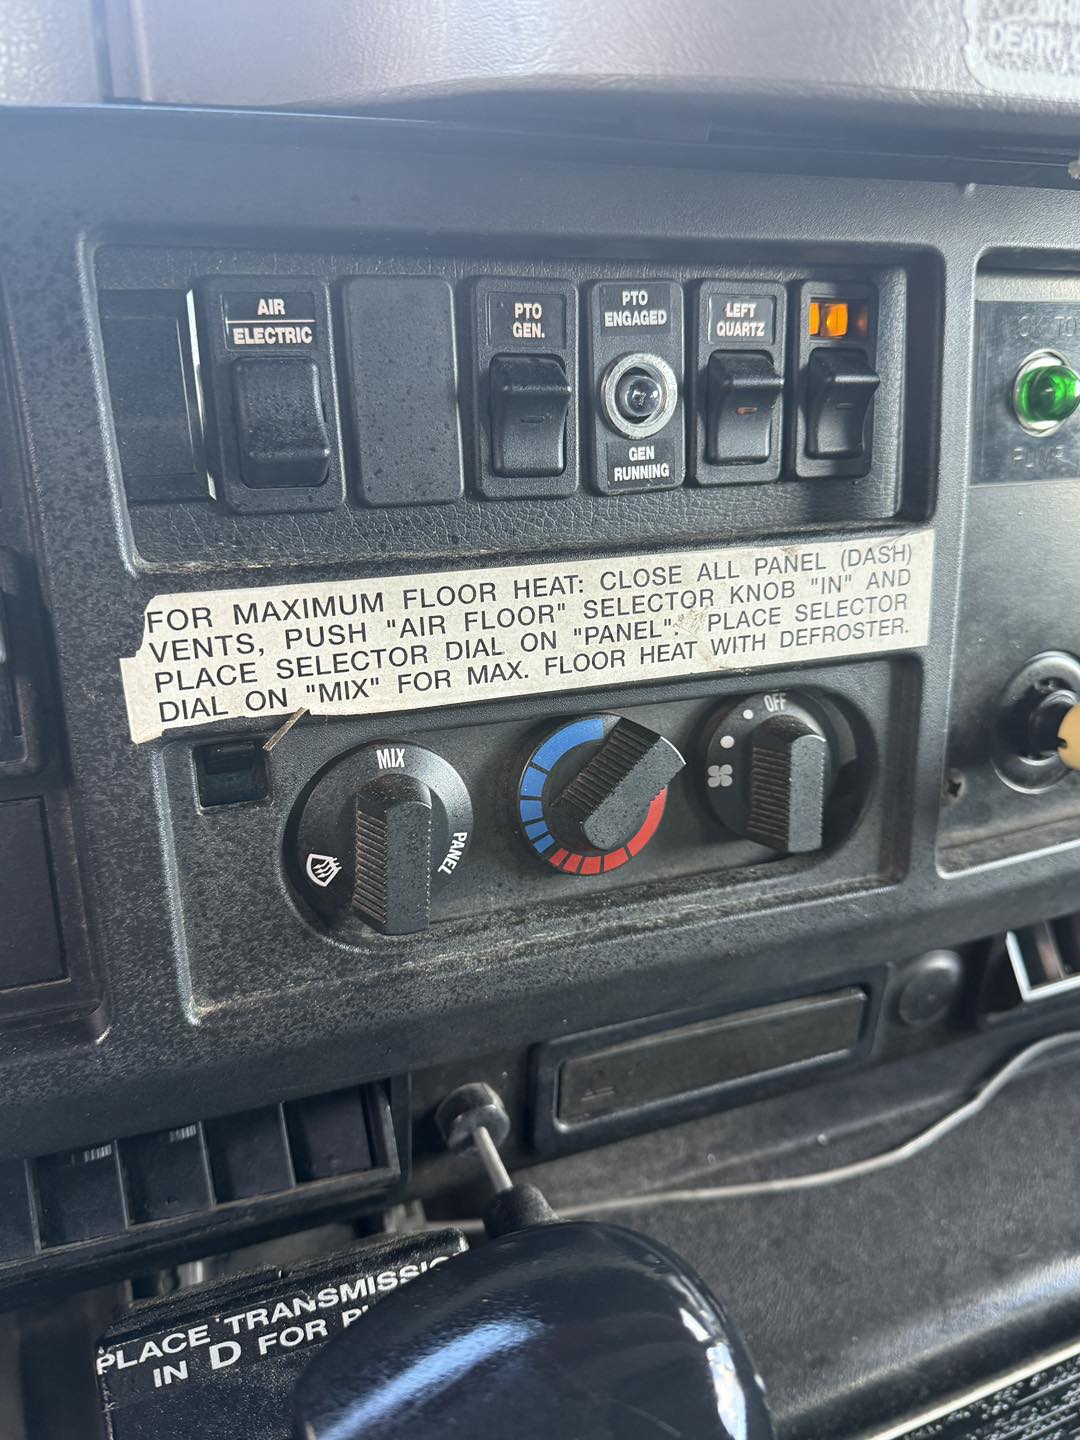 DEATH
AIR
ELECTRIC
PTO
GEN.
PTO
ENGAGED
GEN
RUNNING
LEFT
QUARTZ
FOR MAXIMUM FLOOR HEAT: CLOSE ALL PANEL (DASH)
VENTS, PUSH "AIR FLOOR" SELECTOR KNOB "IN" AND
PLACE SELECTOR DIAL ON "PANEL". PLACE SELECTOR
DIAL ON "MIX" FOR MAX. FLOOR HEAT WITH DEFROSTER.
MIX
PANEL
OFF
PLACE TRANSMISSIO
IN D FOR